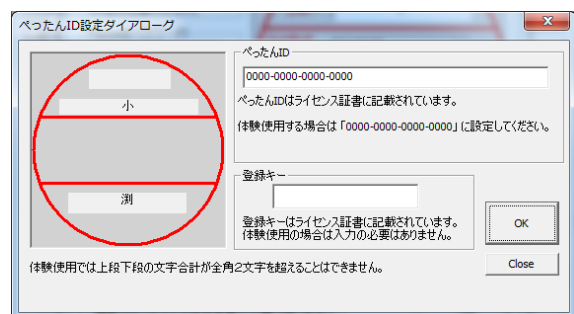 ぺったんID設定ダイアローグ
小
測
ぺったんID
0000-0000-0000-0000
ぺったんIDはライセンス証書に記載されています。
体験使用する場合は「0000-0000-0000-0000」に設定してください。
登録キー
登録キーはライセンス証書に記載されています。
体験使用の場合は入力の必要はありません。
OK
Close
体験使用では上段下段の文字合計が全角2文字を超えることはできません。